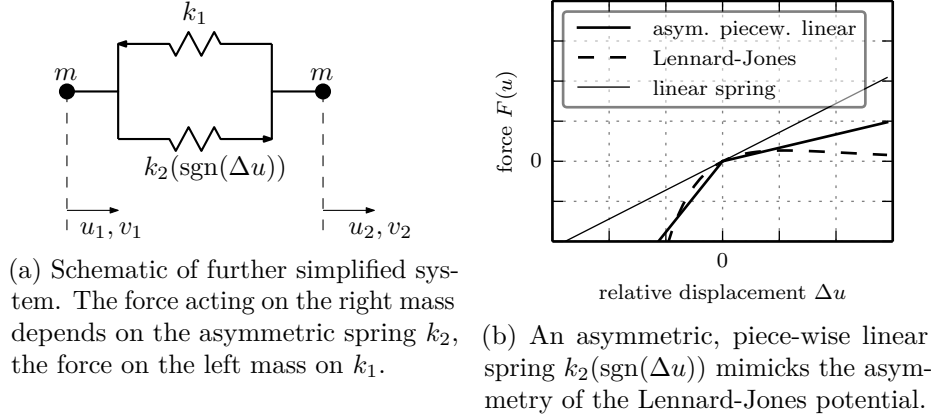 k₁
m
m
k₂(sgn(Δu))
u₁, v₁
u₂, v₂
(a) Schematic of further simplified sys-
tem. The force acting on the right mass
depends on the asymmetric spring k₂,
the force on the left mass on k₁.
asym. piecew. linear
Lennard-Jones
linear spring
force F(u)
0
0
relative displacement Δu
(b) An asymmetric, piece-wise linear
spring k₂(sgn(Δu)) mimicks the asym-
metry of the Lennard-Jones potential.